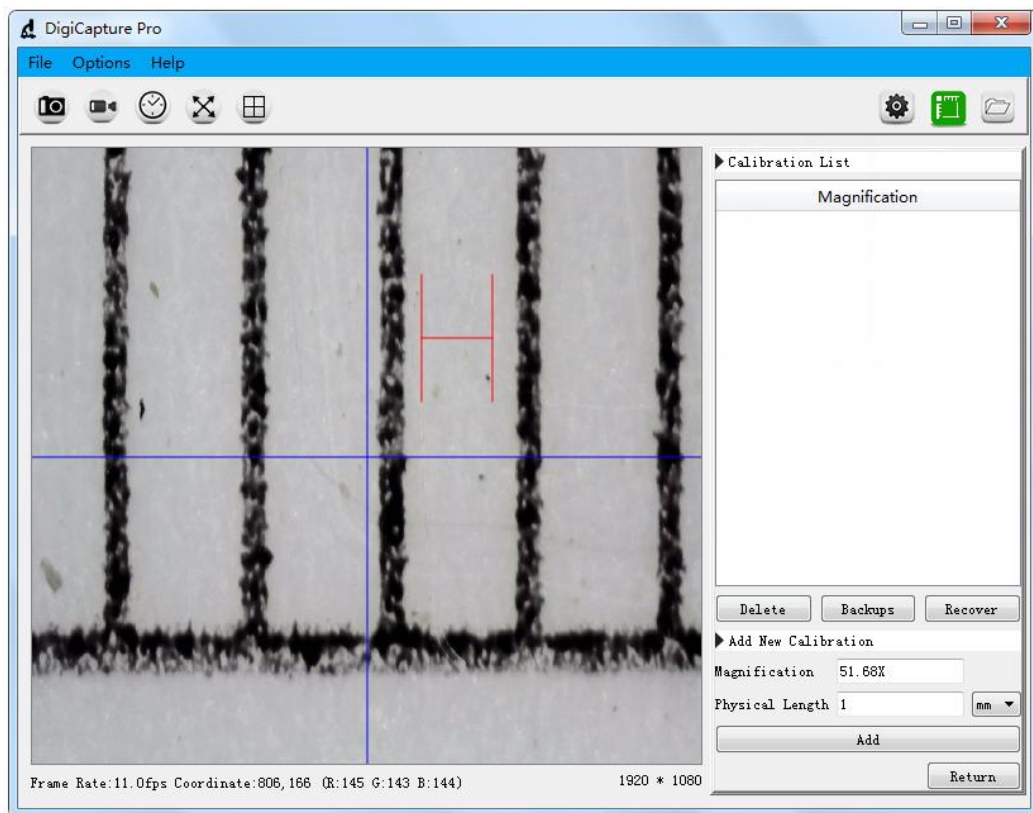 DigiCapture Pro
File Options Help
Calibration List
Magnification
Delete Backups Recover
Add New Calibration
Magnification 51.68X
Physical Length 1 mm
Add
Return
Frame Rate:11.0fps Coordinate:806,166 (R:145 G:143 B:144) 1920 * 1080